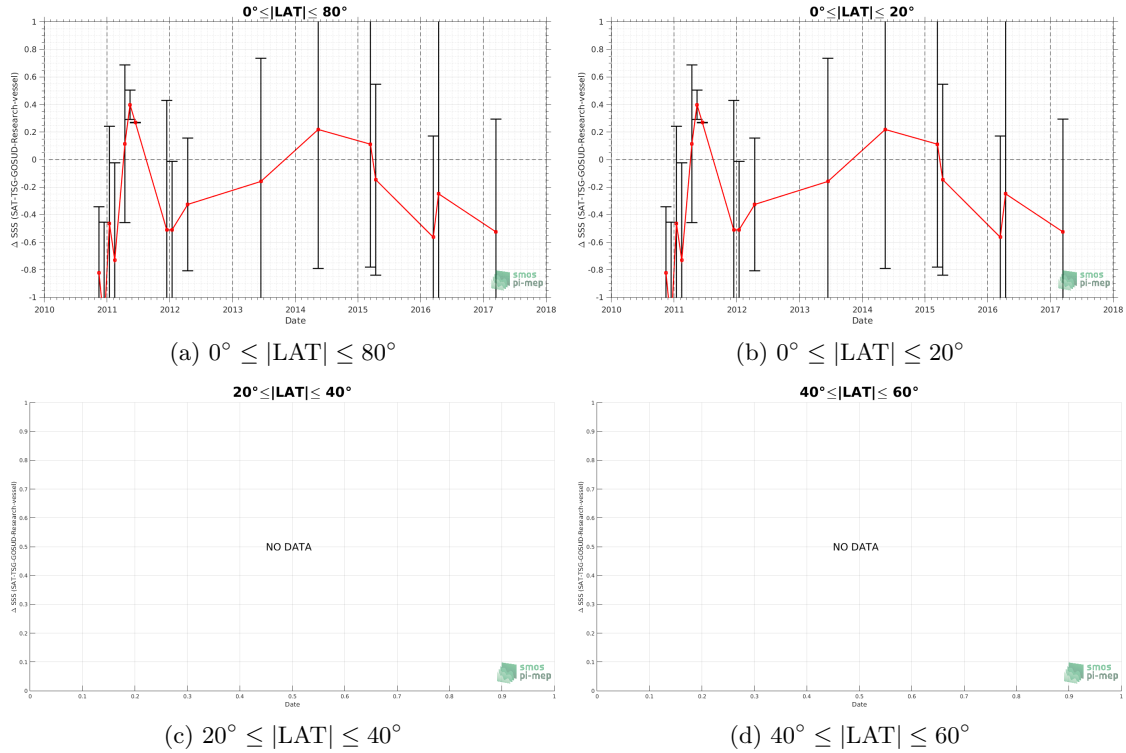 0°≤|LAT|≤ 80°
1
0.8
0.6
0.4
0.2
0
-0.2
-0.4
-0.6
-0.8
-1
Δ SSS (SAT-TSG-GOSUD-Research-vessel)
2010 2011 2012 2013 2014 2015 2016 2017 2018
Date
smos
pi-mep
(a) 0° ≤ |LAT| ≤ 80°
0°≤|LAT|≤ 20°
1
0.8
0.6
0.4
0.2
0
-0.2
-0.4
-0.6
-0.8
-1
Δ SSS (SAT-TSG-GOSUD-Research-vessel)
2010 2011 2012 2013 2014 2015 2016 2017 2018
Date
smos
pi-mep
(b) 0° ≤ |LAT| ≤ 20°
20°≤|LAT|≤ 40°
1
0.9
0.8
0.7
0.6
0.5
0.4
0.3
0.2
0.1
0
Δ SSS (SAT-TSG-GOSUD-Research-vessel)
NO DATA
0 0.1 0.2 0.3 0.4 0.5 0.6 0.7 0.8 0.9 1
Date
smos
pi-mep
(c) 20° ≤ |LAT| ≤ 40°
40°≤|LAT|≤ 60°
1
0.9
0.8
0.7
0.6
0.5
0.4
0.3
0.2
0.1
0
Δ SSS (SAT-TSG-GOSUD-Research-vessel)
NO DATA
0 0.1 0.2 0.3 0.4 0.5 0.6 0.7 0.8 0.9 1
Date
smos
pi-mep
(d) 40° ≤ |LAT| ≤ 60°